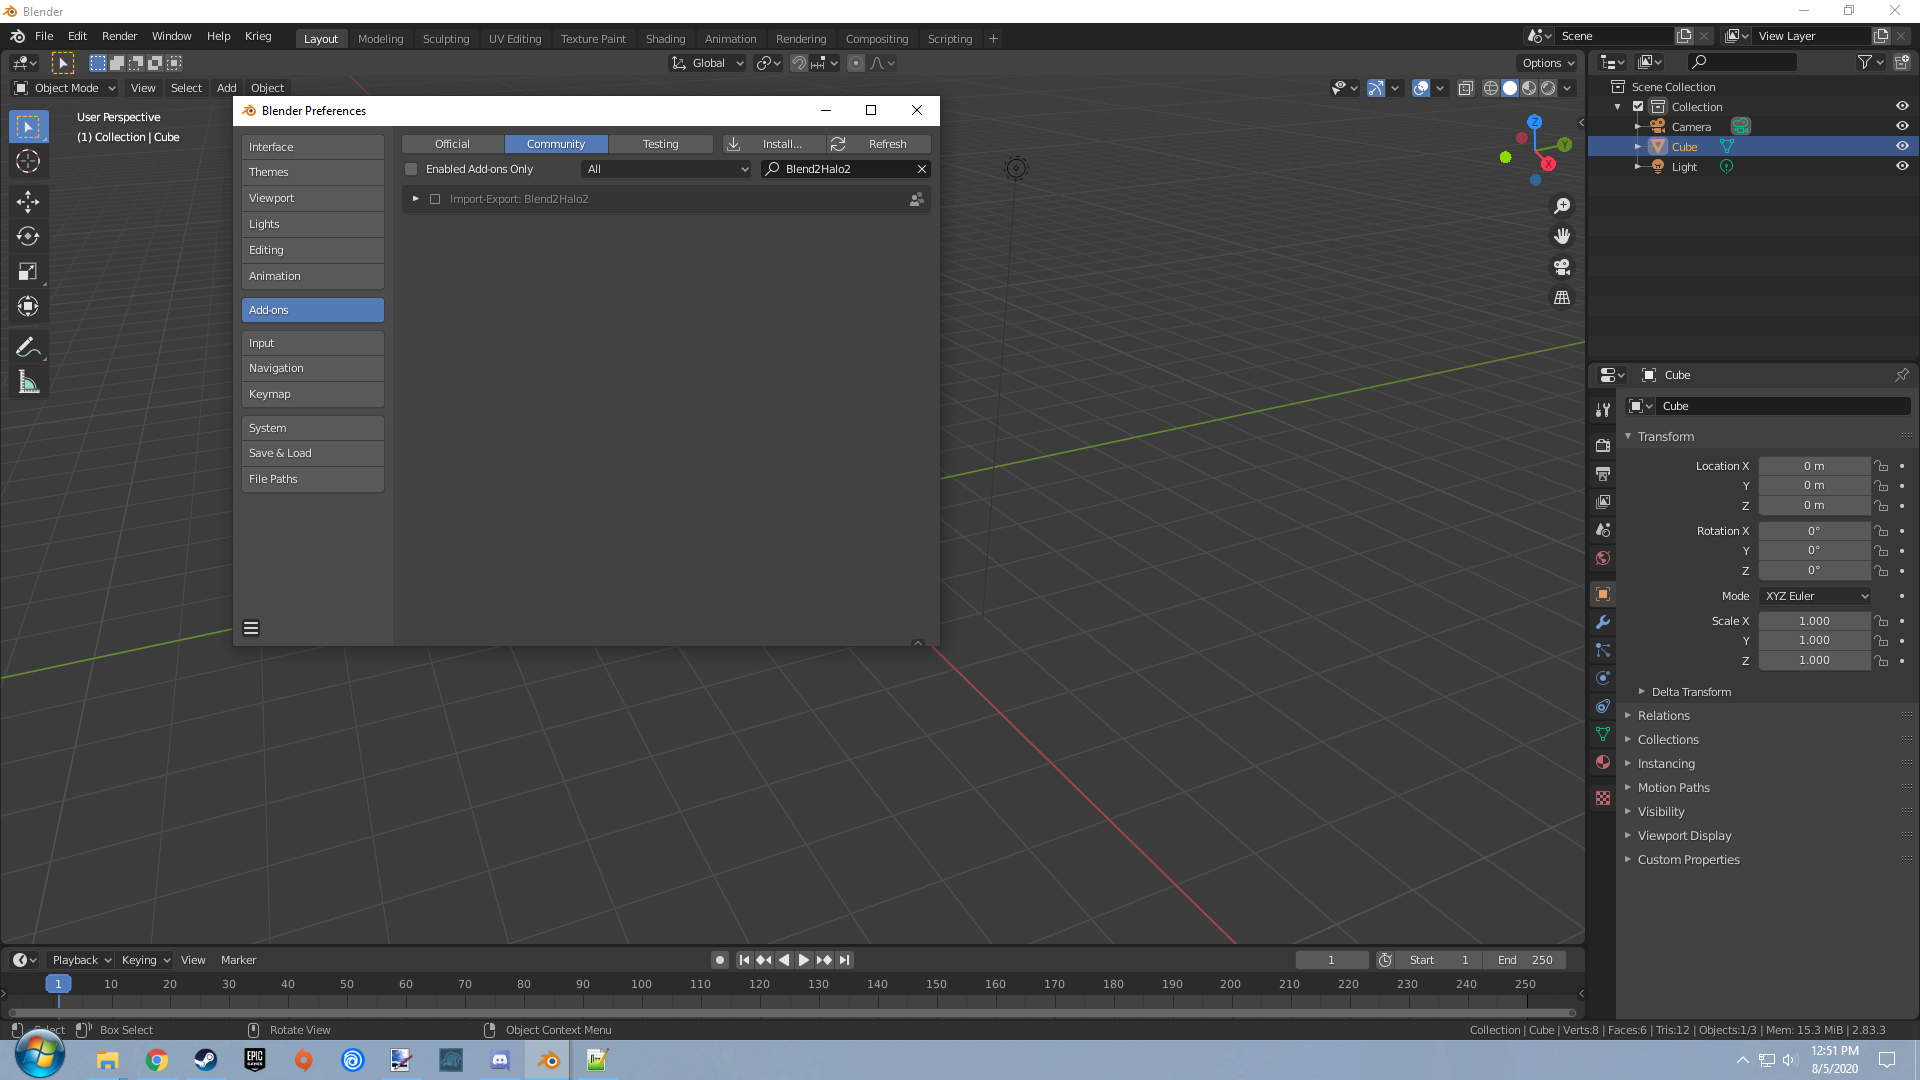 Blender
File Edit Render Window Help Krieg
Layout Modeling Sculpting UV Editing Texture Paint Shading Animation Rendering Compositing Scripting
Scene
View Layer
Global
Options
Object Mode View Select Add Object
User Perspective
(1) Collection | Cube
Z
Y
X
Blender Preferences
Interface
Themes
Viewport
Lights
Editing
Animation
Add-ons
Input
Navigation
Keymap
System
Save & Load
File Paths
Official Community Testing Install... Refresh
Enabled Add-ons Only All Blend2Halo2
Import-Export: Blend2Halo2
Scene Collection
Collection
Camera
Cube
Light
Cube
Cube
Transform
Location X 0 m
Y 0 m
Z 0 m
Rotation X 0°
Y 0°
Z 0°
Mode XYZ Euler
Scale X 1.000
Y 1.000
Z 1.000
Delta Transform
Relations
Collections
Instancing
Motion Paths
Visibility
Viewport Display
Custom Properties
Playback Keying View Marker
1 Start 1 End 250
1 10 20 30 40 50 60 70 80 90 100 110 120 130 140 150 160 170 180 190 200 210 220 230 240 250
Select Box Select Rotate View Object Context Menu
Collection | Cube | Verts:8 | Faces:6 | Tris:12 | Objects:1/3 | Mem: 15.3 MiB | 2.83.3
EPIC
GAMES
12:51 PM
8/5/2020